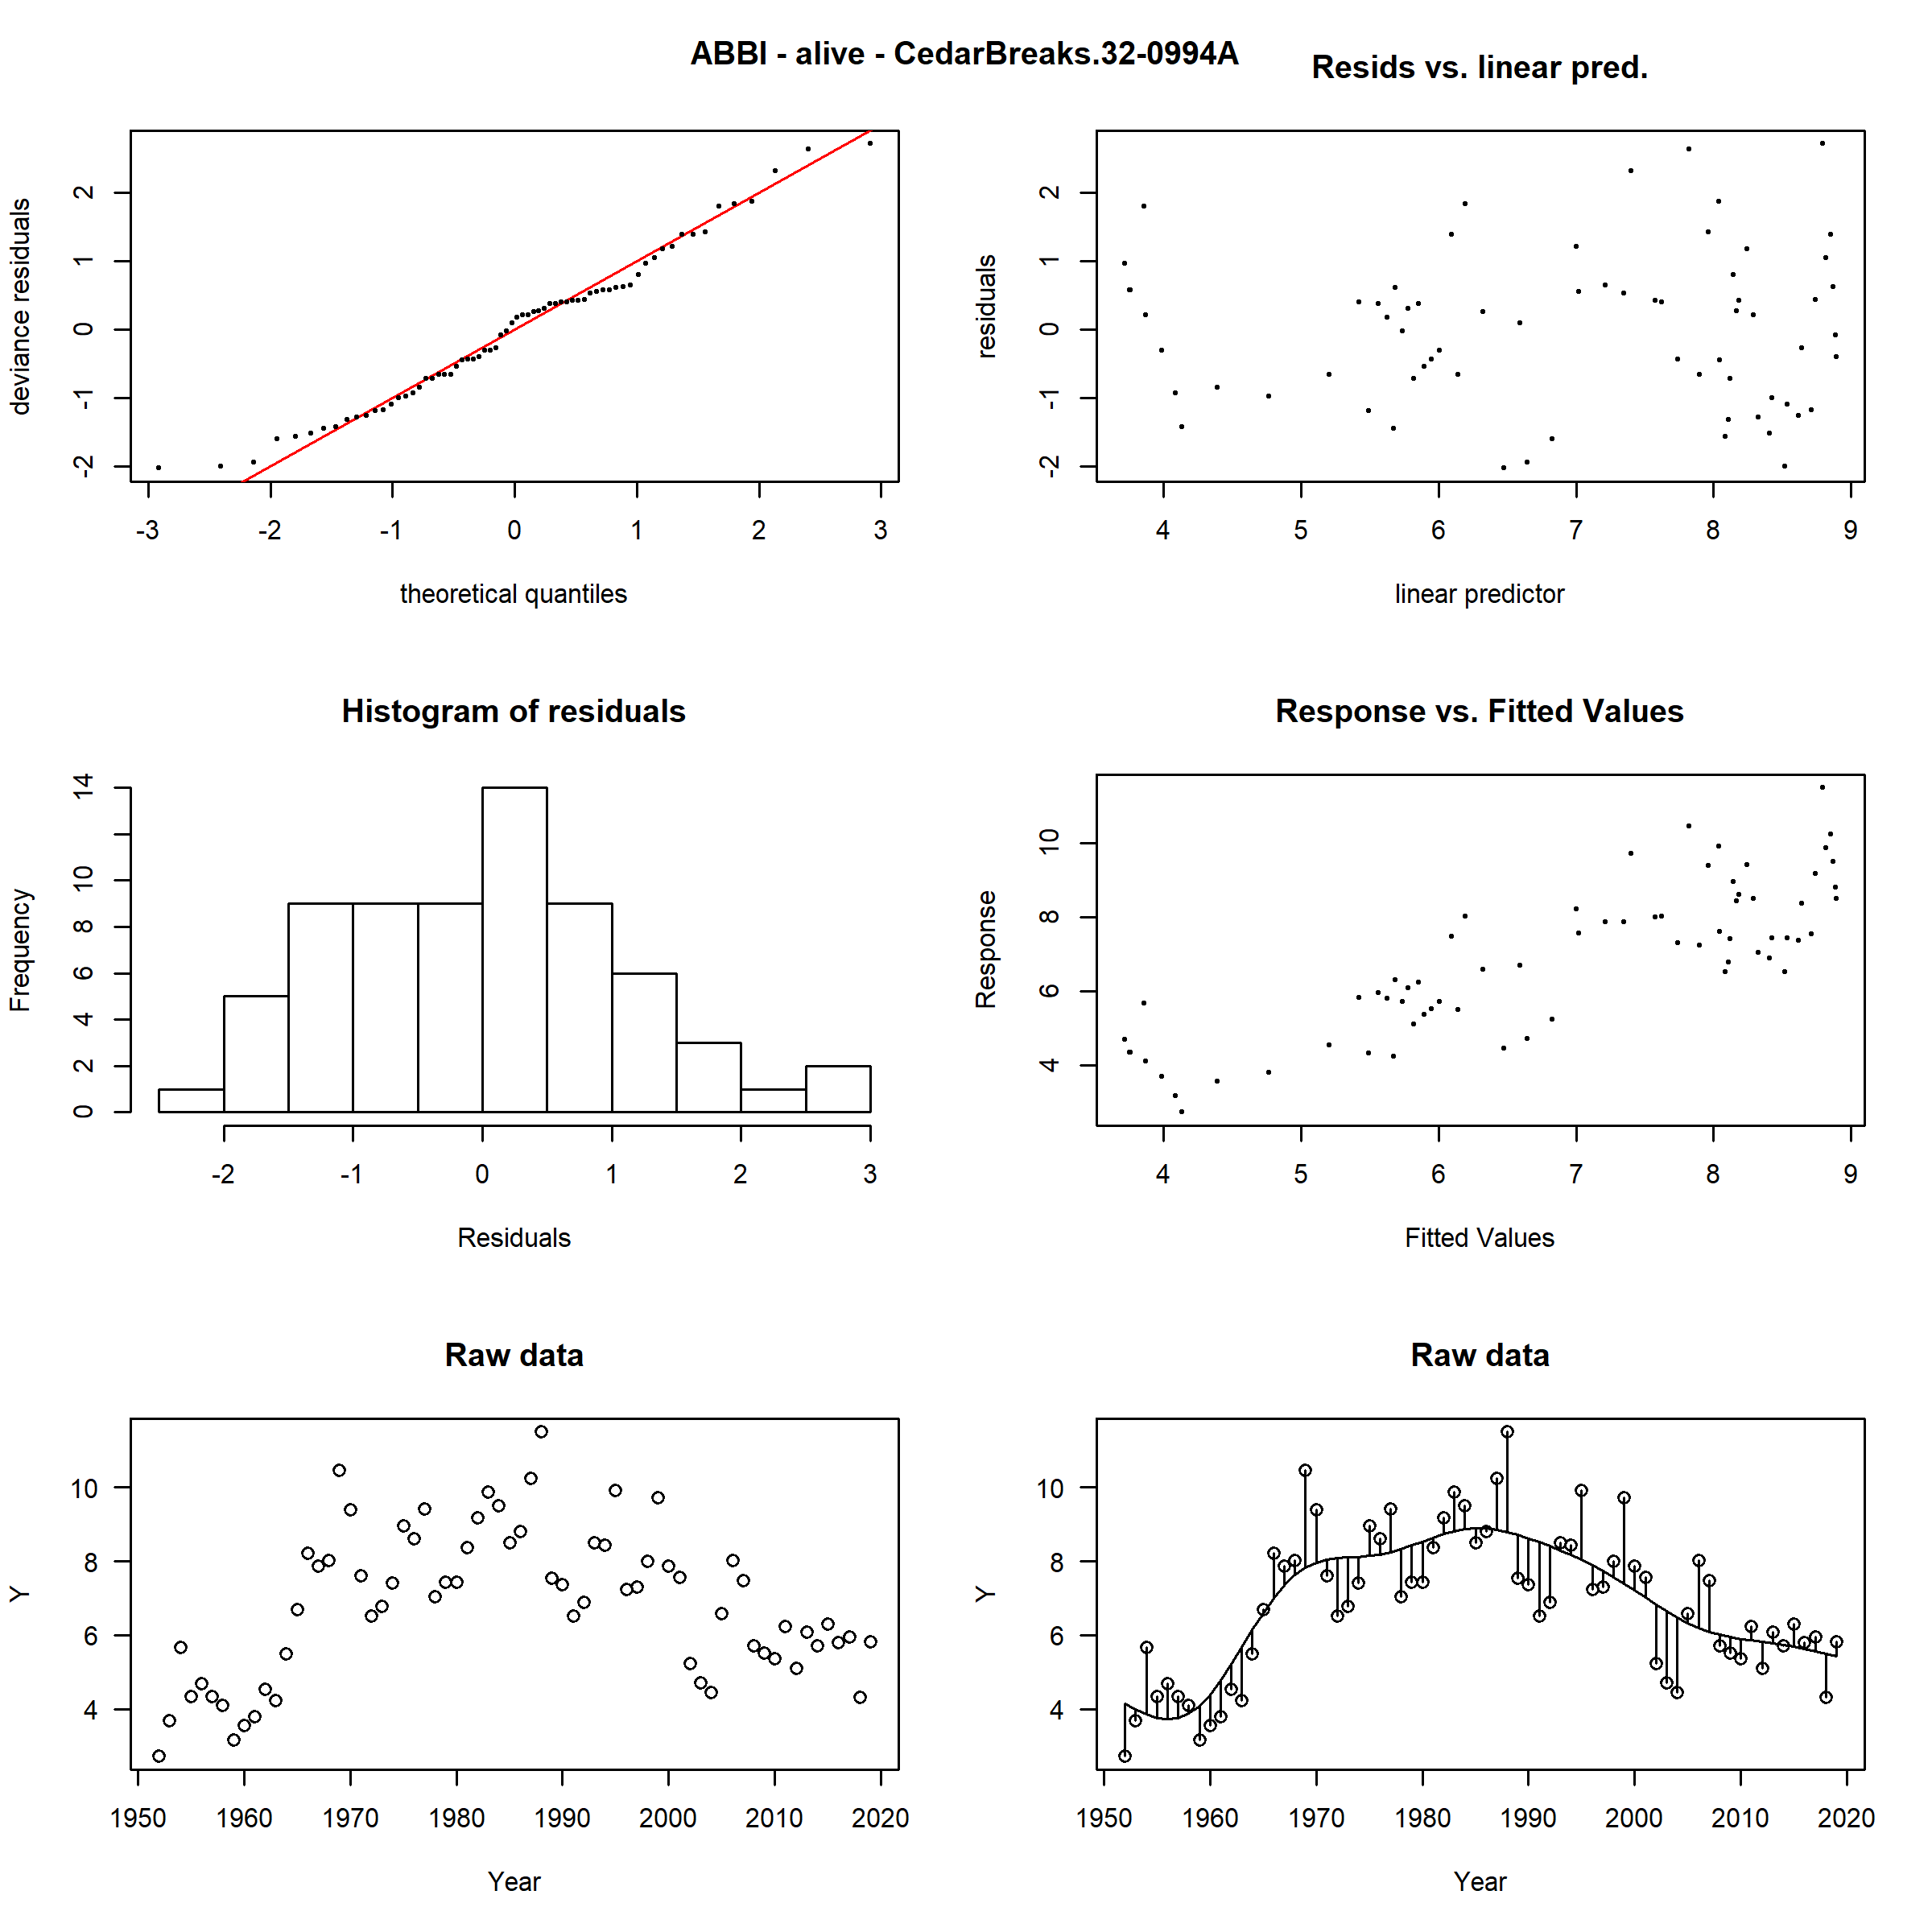 ABBI - alive - CedarBreaks.32-0994A
Resids vs. linear pred.
deviance residuals
2
1
0
-1
-2
-3 -2 -1 0 1 2 3
theoretical quantiles
residuals
2
1
0
-1
-2
4 5 6 7 8 9
linear predictor
Histogram of residuals
Frequency
14
10
8
6
4
2
0
-2 -1 0 1 2 3
Residuals
Response vs. Fitted Values
Response
10
8
6
4
4 5 6 7 8 9
Fitted Values
Raw data
Y
10
8
6
4
1950 1960 1970 1980 1990 2000 2010 2020
Year
Raw data
Y
10
8
6
4
1950 1960 1970 1980 1990 2000 2010 2020
Year